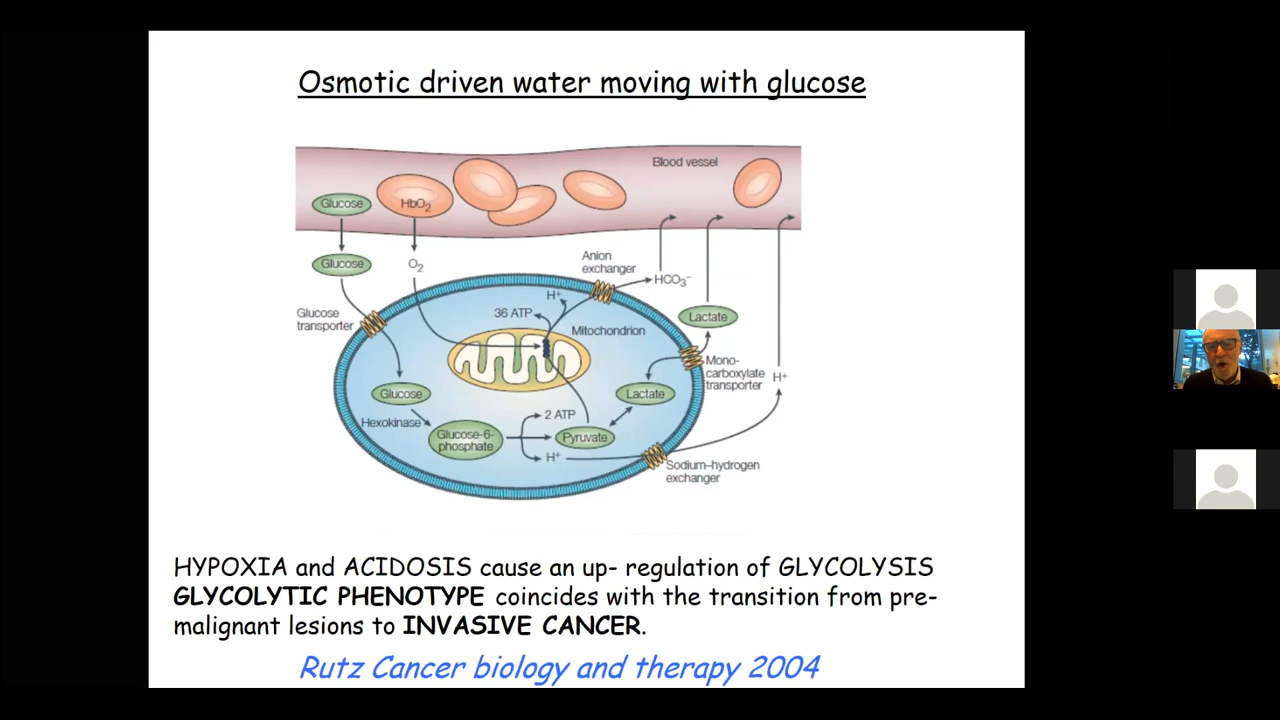 Osmotic driven water moving with glucose
Blood vessel
Glucose
HbO2
Glucose
O2
Anion
exchanger
HCO3−
H+
Glucose
transporter
36 ATP
Mitochondrion
Lactate
Mono-
carboxylate
transporter
H+
Glucose
Lactate
Hexokinase
2 ATP
Glucose-6-
phosphate
Pyruvate
H+
Sodium–hydrogen
exchanger
HYPOXIA and ACIDOSIS cause an up- regulation of GLYCOLYSIS
GLYCOLYTIC PHENOTYPE coincides with the transition from pre-
malignant lesions to INVASIVE CANCER.
Rutz Cancer biology and therapy 2004